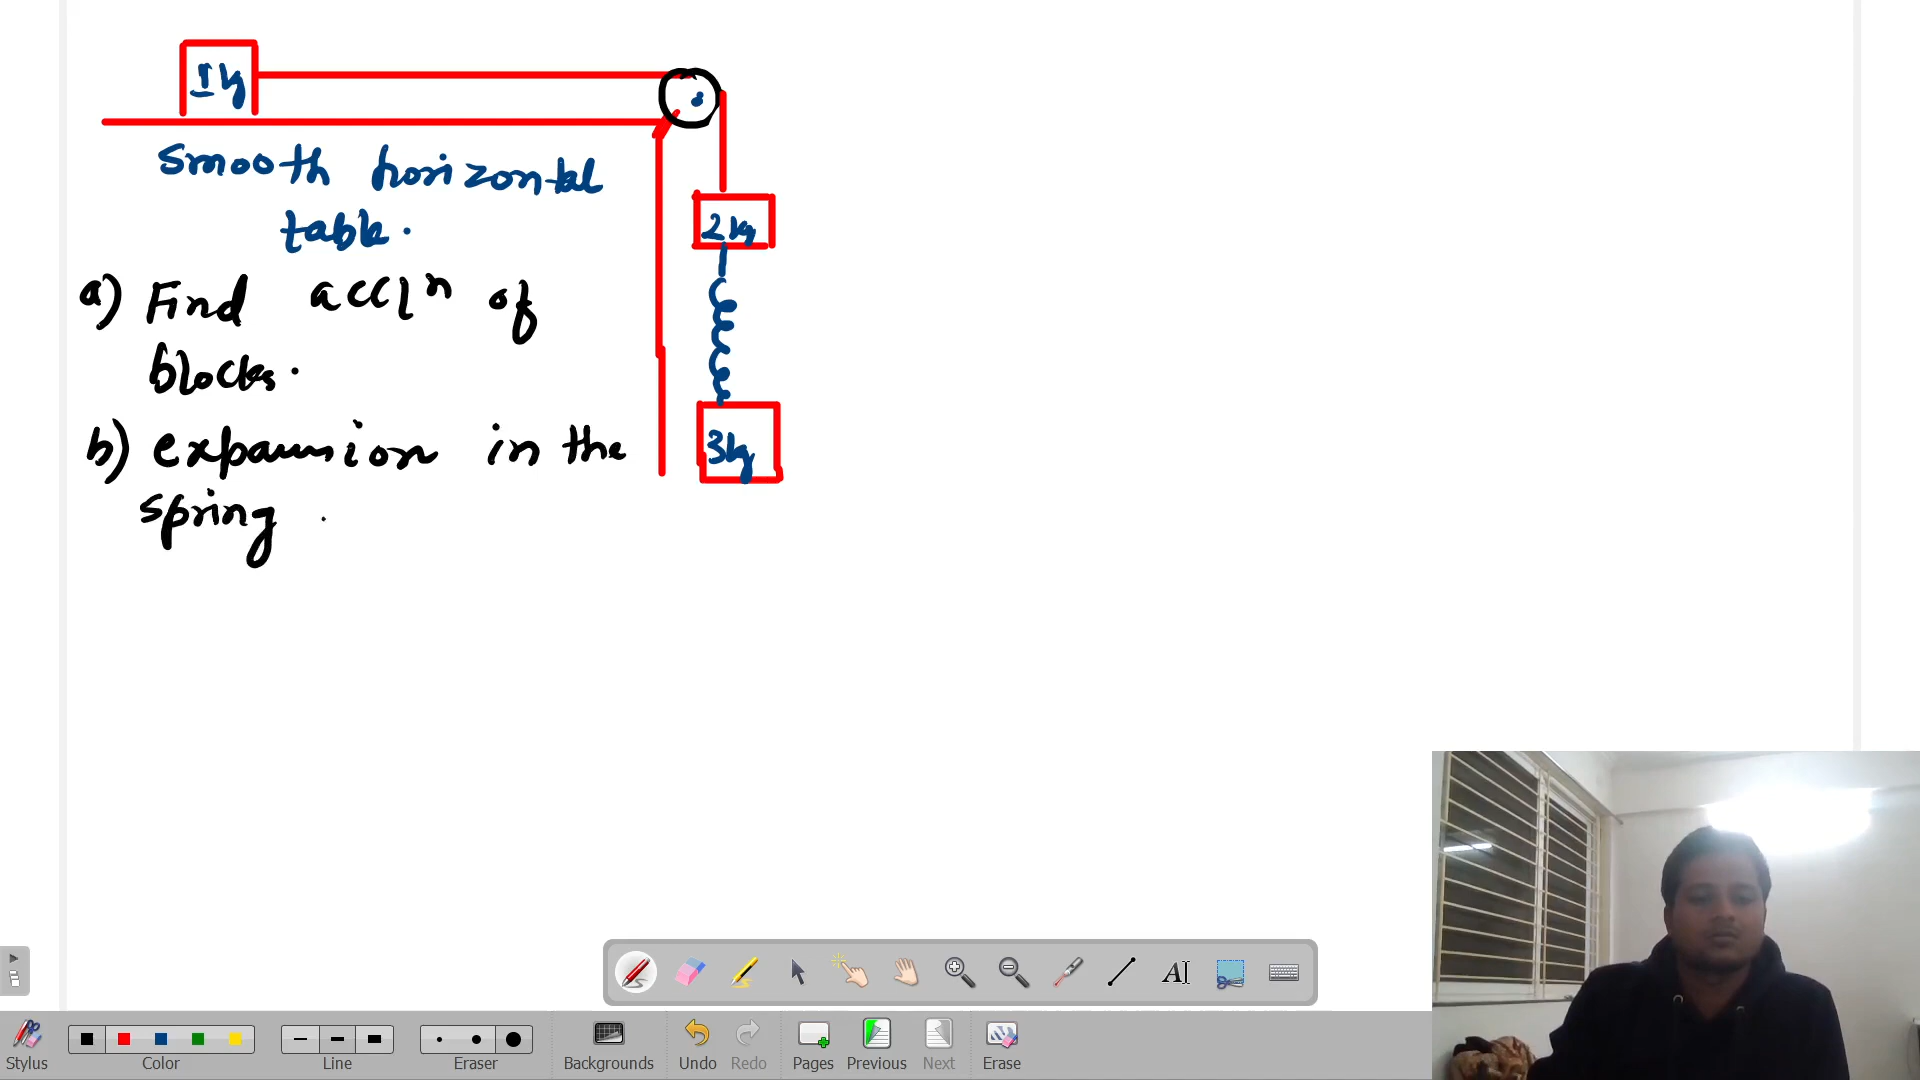 1kg
smooth horizontal
table.
2kg
a) Find accln of
blocks.
b) expansion in the
3kg
spring.
Stylus
Color
Line
Eraser
Backgrounds
Undo
Redo
Pages
Previous
Next
Erase